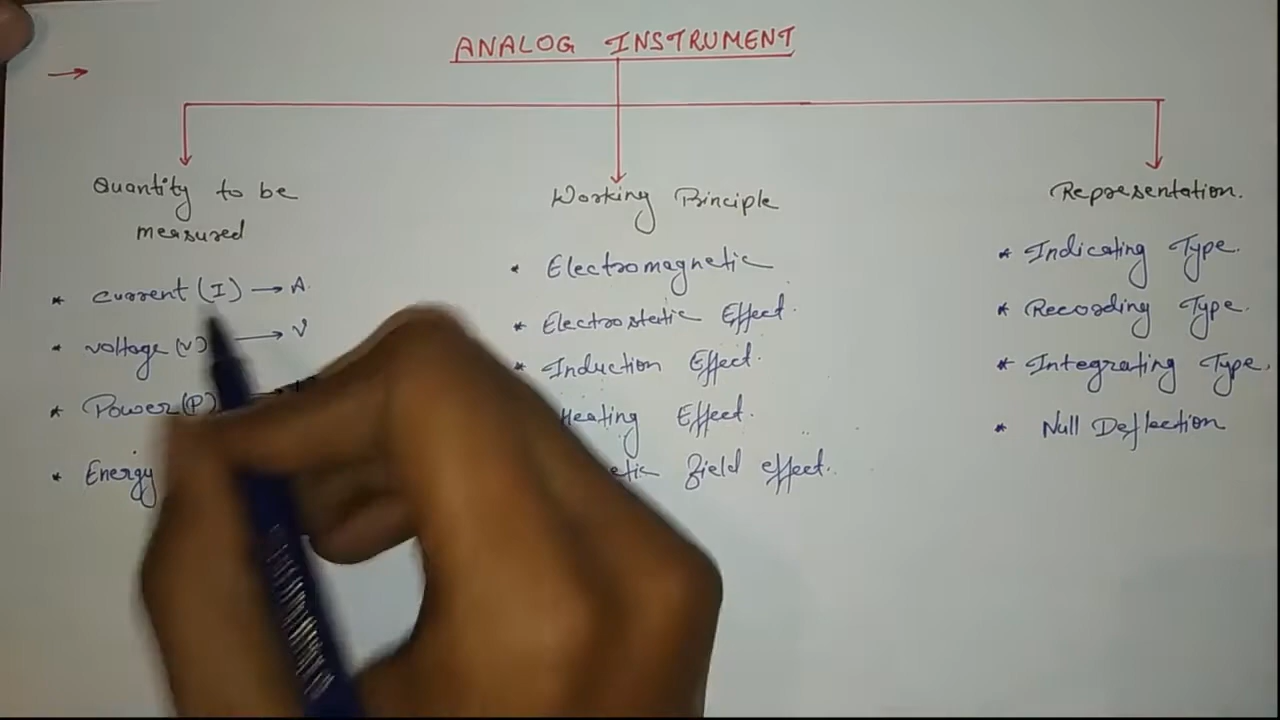 ANALOG INSTRUMENT
→
Quantity to be
measured
* Current (I) → A.
* Voltage (V) → V
* Power (P) →
* Energy
Working Principle
* Electromagnetic
* Electrostatic Effect.
* Induction Effect.
Heating Effect.
etic Field effect.
Representation.
* Indicating Type.
* Recording Type.
* Integrating Type.
* Null Deflection